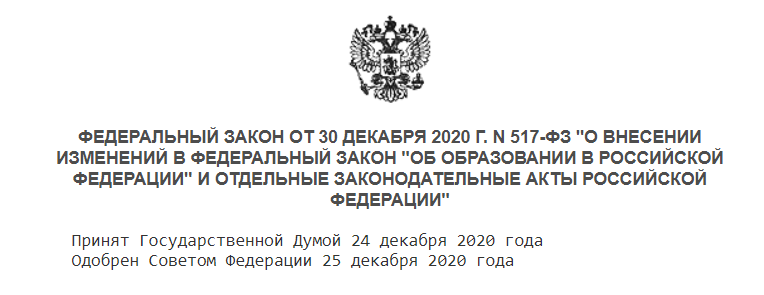 ФЕДЕРАЛЬНЫЙ ЗАКОН ОТ 30 ДЕКАБРЯ 2020 Г. N 517-ФЗ "О ВНЕСЕНИИ
ИЗМЕНЕНИЙ В ФЕДЕРАЛЬНЫЙ ЗАКОН "ОБ ОБРАЗОВАНИИ В РОССИЙСКОЙ
ФЕДЕРАЦИИ" И ОТДЕЛЬНЫЕ ЗАКОНОДАТЕЛЬНЫЕ АКТЫ РОССИЙСКОЙ
ФЕДЕРАЦИИ"
Принят Государственной Думой 24 декабря 2020 года
Одобрен Советом Федерации 25 декабря 2020 года